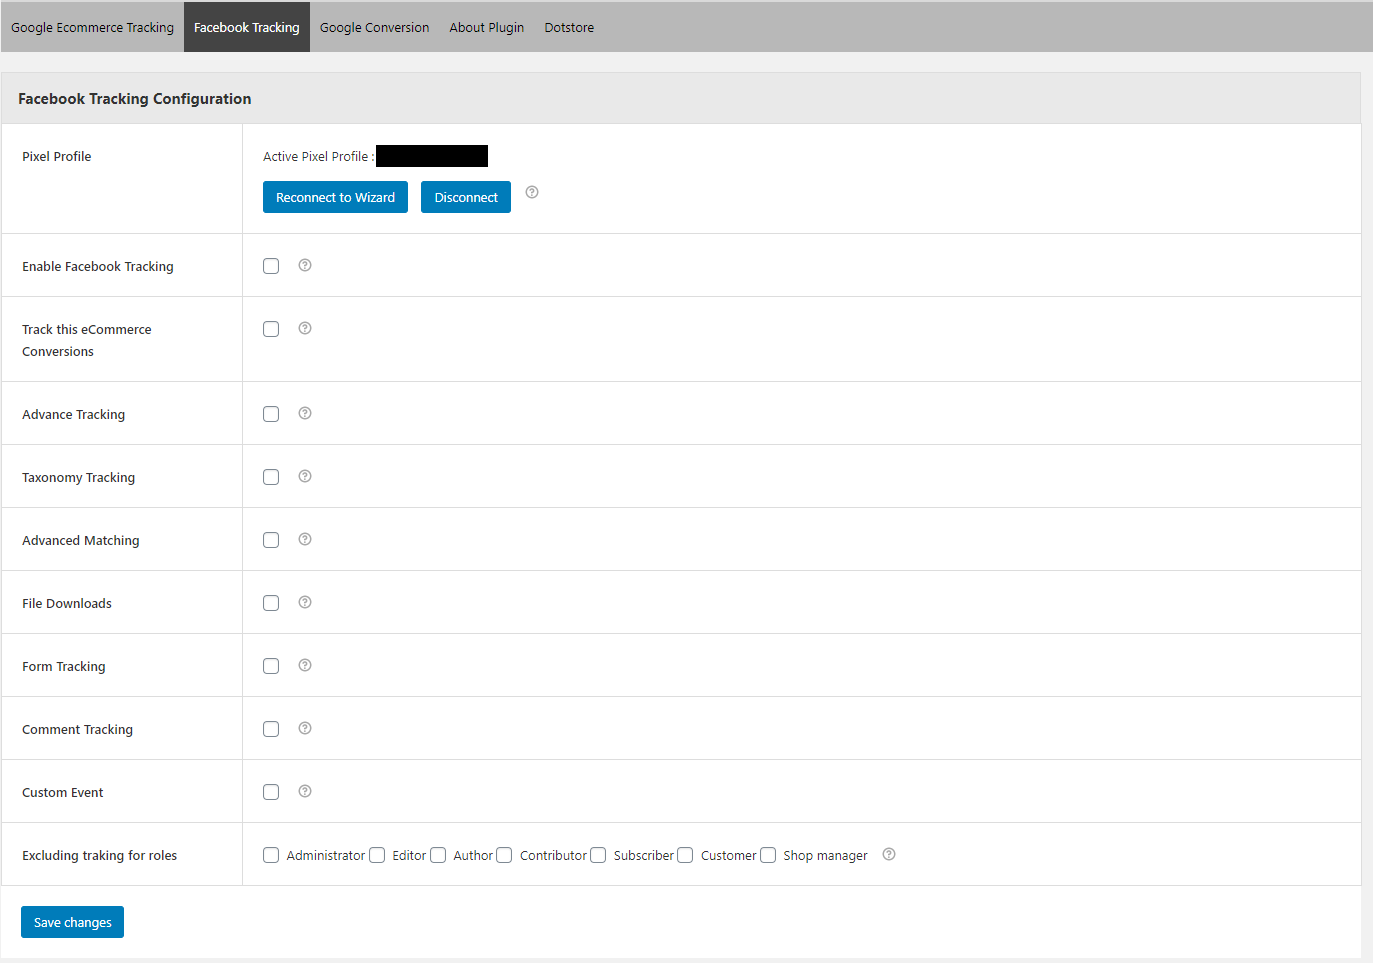 Google Ecommerce Tracking Facebook Tracking Google Conversion About Plugin Dotstore
Facebook Tracking Configuration
Pixel Profile
Active Pixel Profile :
Reconnect to Wizard Disconnect
Enable Facebook Tracking
Track this eCommerce
Conversions
Advance Tracking
Taxonomy Tracking
Advanced Matching
File Downloads
Form Tracking
Comment Tracking
Custom Event
Excluding traking for roles Administrator Editor Author Contributor Subscriber Customer Shop manager
Save changes